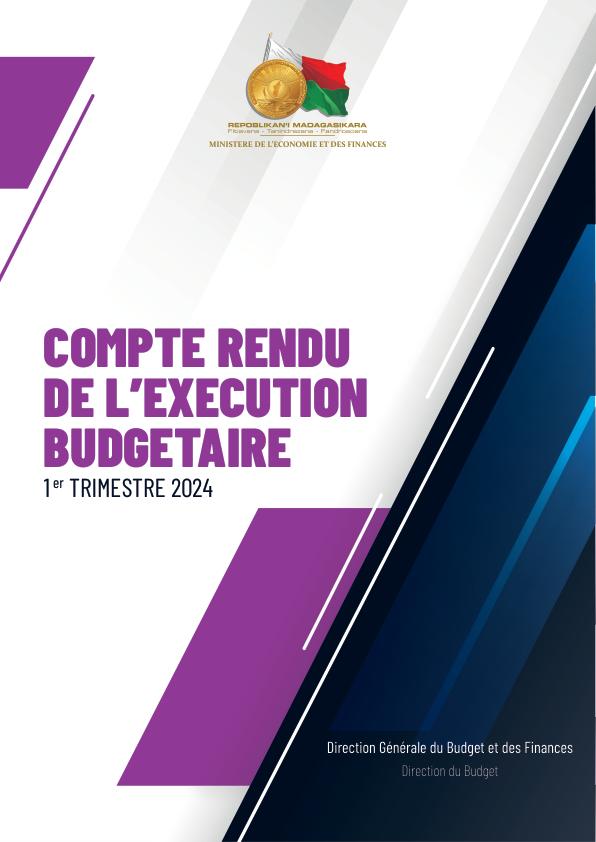 REPOBLIKAN'I MADAGASIKARA
Fitiavana - Tanindrazana - Fandrosoana
MINISTERE DE L'ECONOMIE ET DES FINANCES
COMPTE RENDU
DE L'EXECUTION
BUDGETAIRE
1er TRIMESTRE 2024
Direction Générale du Budget et des Finances
Direction du Budget